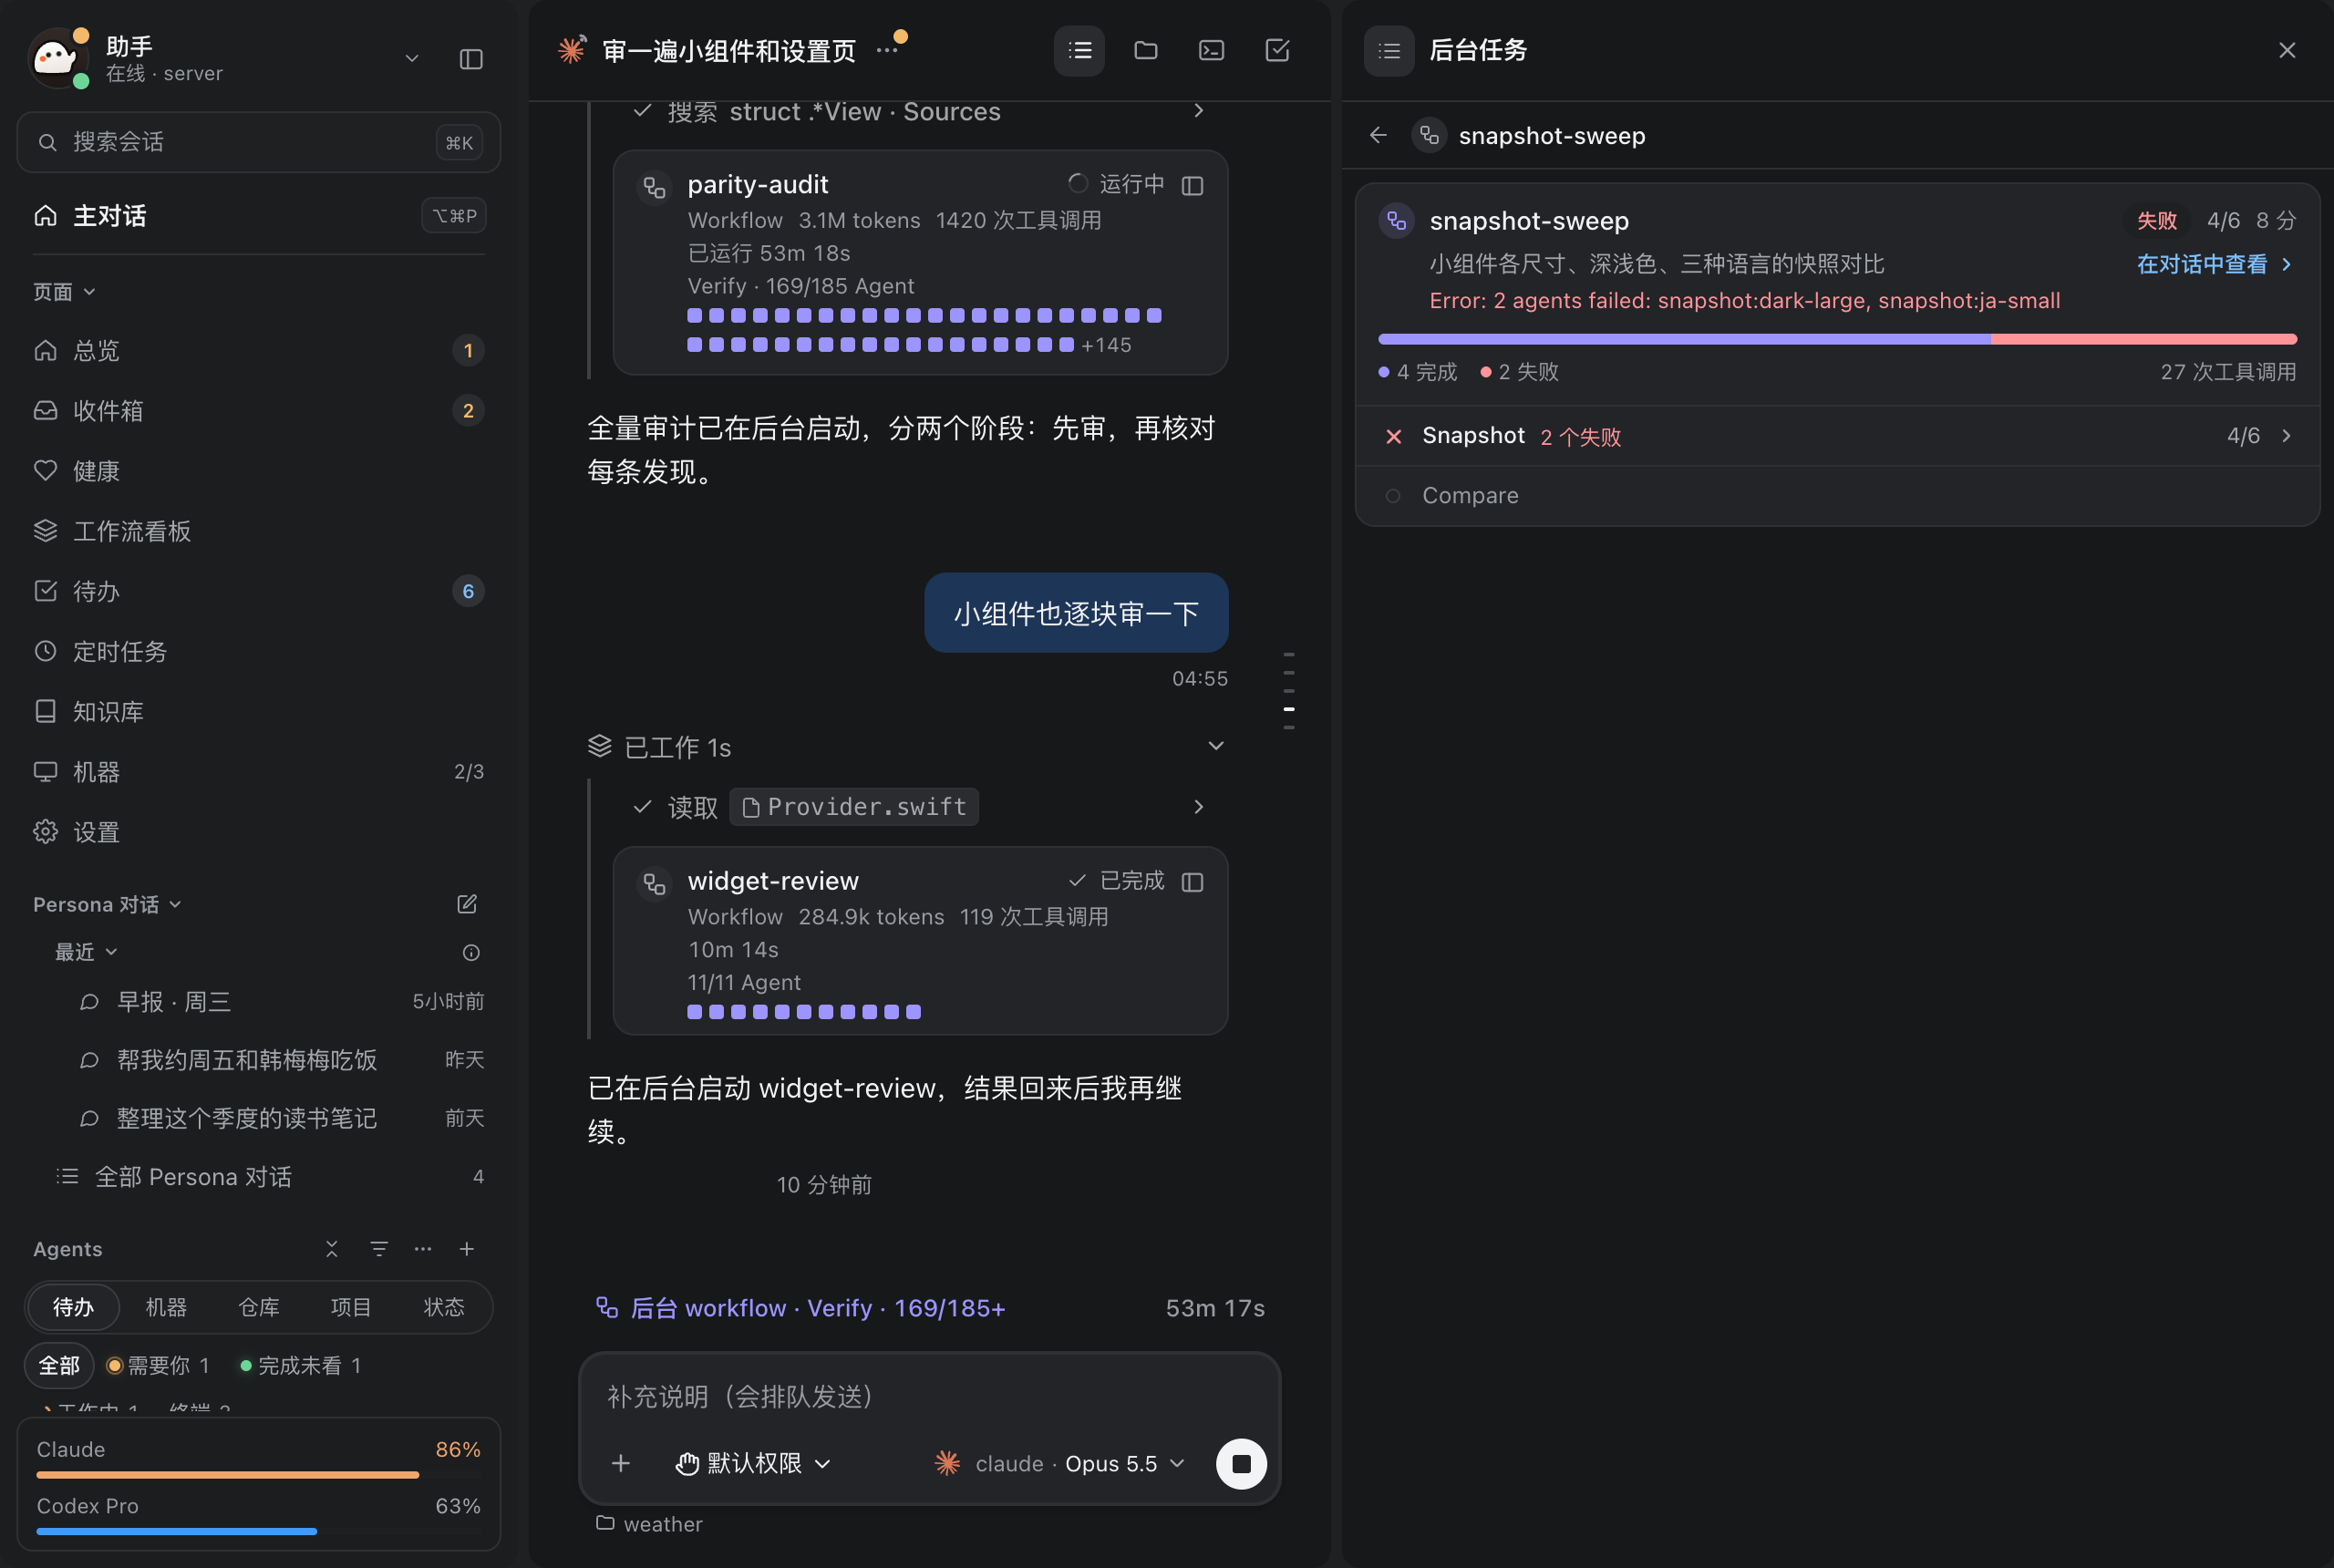 助手
在线 · server
搜索会话 ⌘K
主对话 ⌥⌘P
页面
总览 1
收件箱 2
健康
工作流看板
待办 6
定时任务
知识库
机器 2/3
设置
Persona 对话
最近
早报 · 周三 5小时前
帮我约周五和韩梅梅吃饭 昨天
整理这个季度的读书笔记 前天
全部 Persona 对话 4
Agents
待办 机器 仓库 项目 状态
全部 需要你 1 完成未看 1
工作中 1 终端 2
Claude 86%
Codex Pro 63%
审一遍小组件和设置页
搜索 struct .*View · Sources
parity-audit 运行中
Workflow 3.1M tokens 1420 次工具调用
已运行 53m 18s
Verify · 169/185 Agent
+145
全量审计已在后台启动，分两个阶段：先审，再核对
每条发现。
小组件也逐块审一下
04:55
已工作 1s
读取 Provider.swift
widget-review 已完成
Workflow 284.9k tokens 119 次工具调用
10m 14s
11/11 Agent
已在后台启动 widget-review，结果回来后我再继
续。
10 分钟前
后台 workflow · Verify · 169/185+ 53m 17s
补充说明（会排队发送）
默认权限 claude · Opus 5.5
weather
后台任务
snapshot-sweep
snapshot-sweep 失败 4/6 8 分
小组件各尺寸、深浅色、三种语言的快照对比 在对话中查看
Error: 2 agents failed: snapshot:dark-large, snapshot:ja-small
4 完成 2 失败 27 次工具调用
Snapshot 2 个失败 4/6
Compare